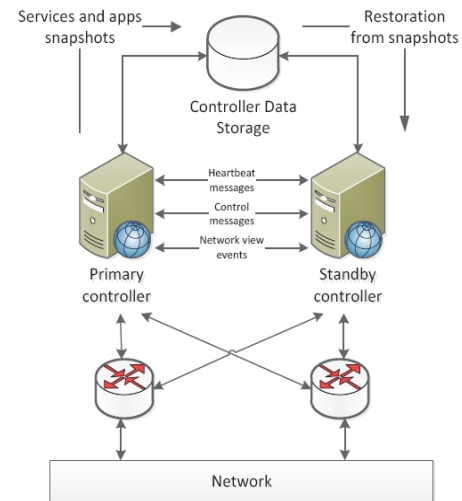 Services and apps
snapshots
Restoration
from snapshots
Controller Data
Storage
Heartbeat
messages
Control
messages
Network view
events
Primary
controller
Standby
controller
Network